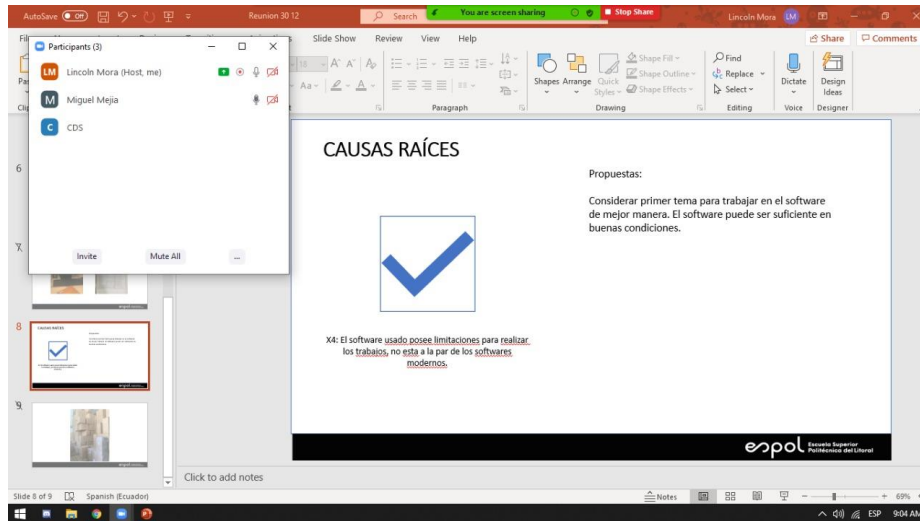 AutoSave Off
Reunion 30 12
Search
You are screen sharing
Stop Share
Lincoln Mora LM
Slide Show Review View Help
Share Comments
Participants (3)
LM Lincoln Mora (Host, me)
M Miguel Mejia
C CDS
Invite Mute All ...
Aa
Paragraph
Shapes Arrange Quick Styles
Shape Fill
Shape Outline
Shape Effects
Drawing
Find
Replace
Select
Editing
Dictate
Voice
Design Ideas
Designer
6
7
8
9
CAUSAS RAÍCES
Propuestas:
Considerar primer tema para trabajar en el software
de mejor manera. El software puede ser suficiente en
buenas condiciones.
X4: El software usado posee limitaciones para realizar
los trabajos, no esta a la par de los softwares
modernos.
espol Escuela Superior
Politécnica del Litoral
Click to add notes
Slide 8 of 9 Spanish (Ecuador) Notes 69%
ESP 9:04 AM